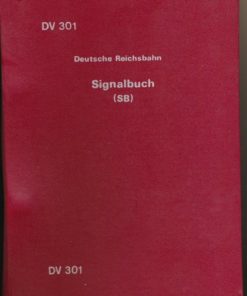 DV 301
Deutsche Reichsbahn
Signalbuch
(SB)
DV 301